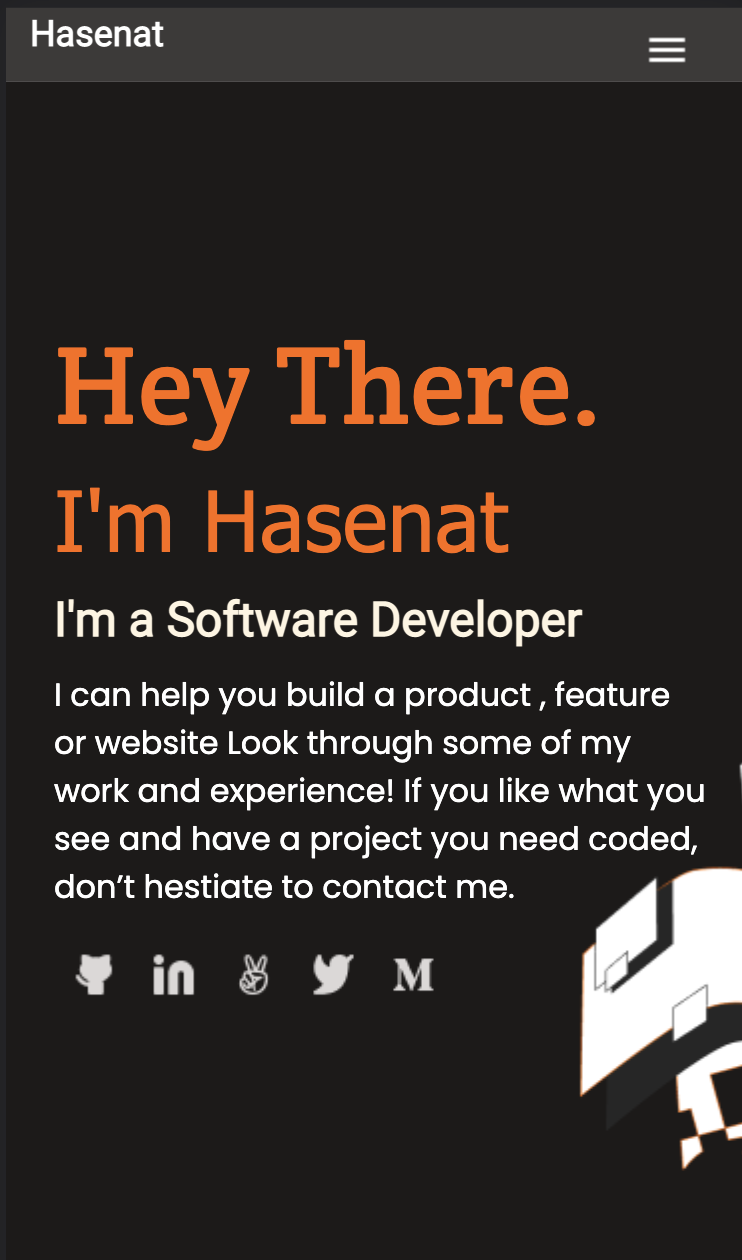 Hasenat
Hey There.
I'm Hasenat
I'm a Software Developer
I can help you build a product , feature
or website Look through some of my
work and experience! If you like what you
see and have a project you need coded,
don’t hestiate to contact me.
in
M